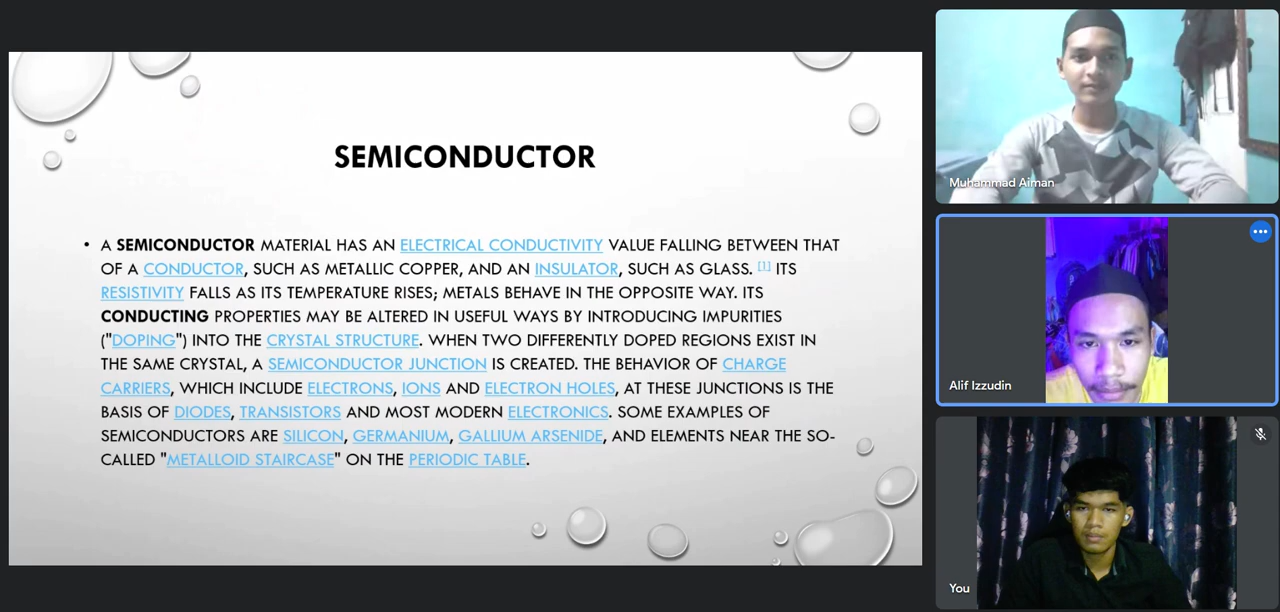 SEMICONDUCTOR
• A SEMICONDUCTOR MATERIAL HAS AN ELECTRICAL CONDUCTIVITY VALUE FALLING BETWEEN THAT
OF A CONDUCTOR, SUCH AS METALLIC COPPER, AND AN INSULATOR, SUCH AS GLASS. [1] ITS
RESISTIVITY FALLS AS ITS TEMPERATURE RISES; METALS BEHAVE IN THE OPPOSITE WAY. ITS
CONDUCTING PROPERTIES MAY BE ALTERED IN USEFUL WAYS BY INTRODUCING IMPURITIES
("DOPING") INTO THE CRYSTAL STRUCTURE. WHEN TWO DIFFERENTLY DOPED REGIONS EXIST IN
THE SAME CRYSTAL, A SEMICONDUCTOR JUNCTION IS CREATED. THE BEHAVIOR OF CHARGE
CARRIERS, WHICH INCLUDE ELECTRONS, IONS AND ELECTRON HOLES, AT THESE JUNCTIONS IS THE
BASIS OF DIODES, TRANSISTORS AND MOST MODERN ELECTRONICS. SOME EXAMPLES OF
SEMICONDUCTORS ARE SILICON, GERMANIUM, GALLIUM ARSENIDE, AND ELEMENTS NEAR THE SO-
CALLED "METALLOID STAIRCASE" ON THE PERIODIC TABLE.
Muhammad Aiman
Alif Izzudin
You